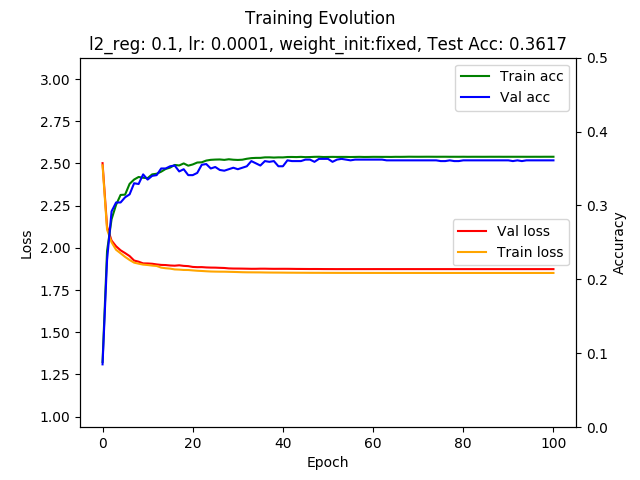 Training Evolution
l2_reg: 0.1, lr: 0.0001, weight_init:fixed, Test Acc: 0.3617
3.00
2.75
2.50
2.25
2.00
1.75
1.50
1.25
1.00
Loss
0.5
0.4
0.3
0.2
0.1
0.0
Accuracy
Train acc
Val acc
Val loss
Train loss
0 20 40 60 80 100
Epoch